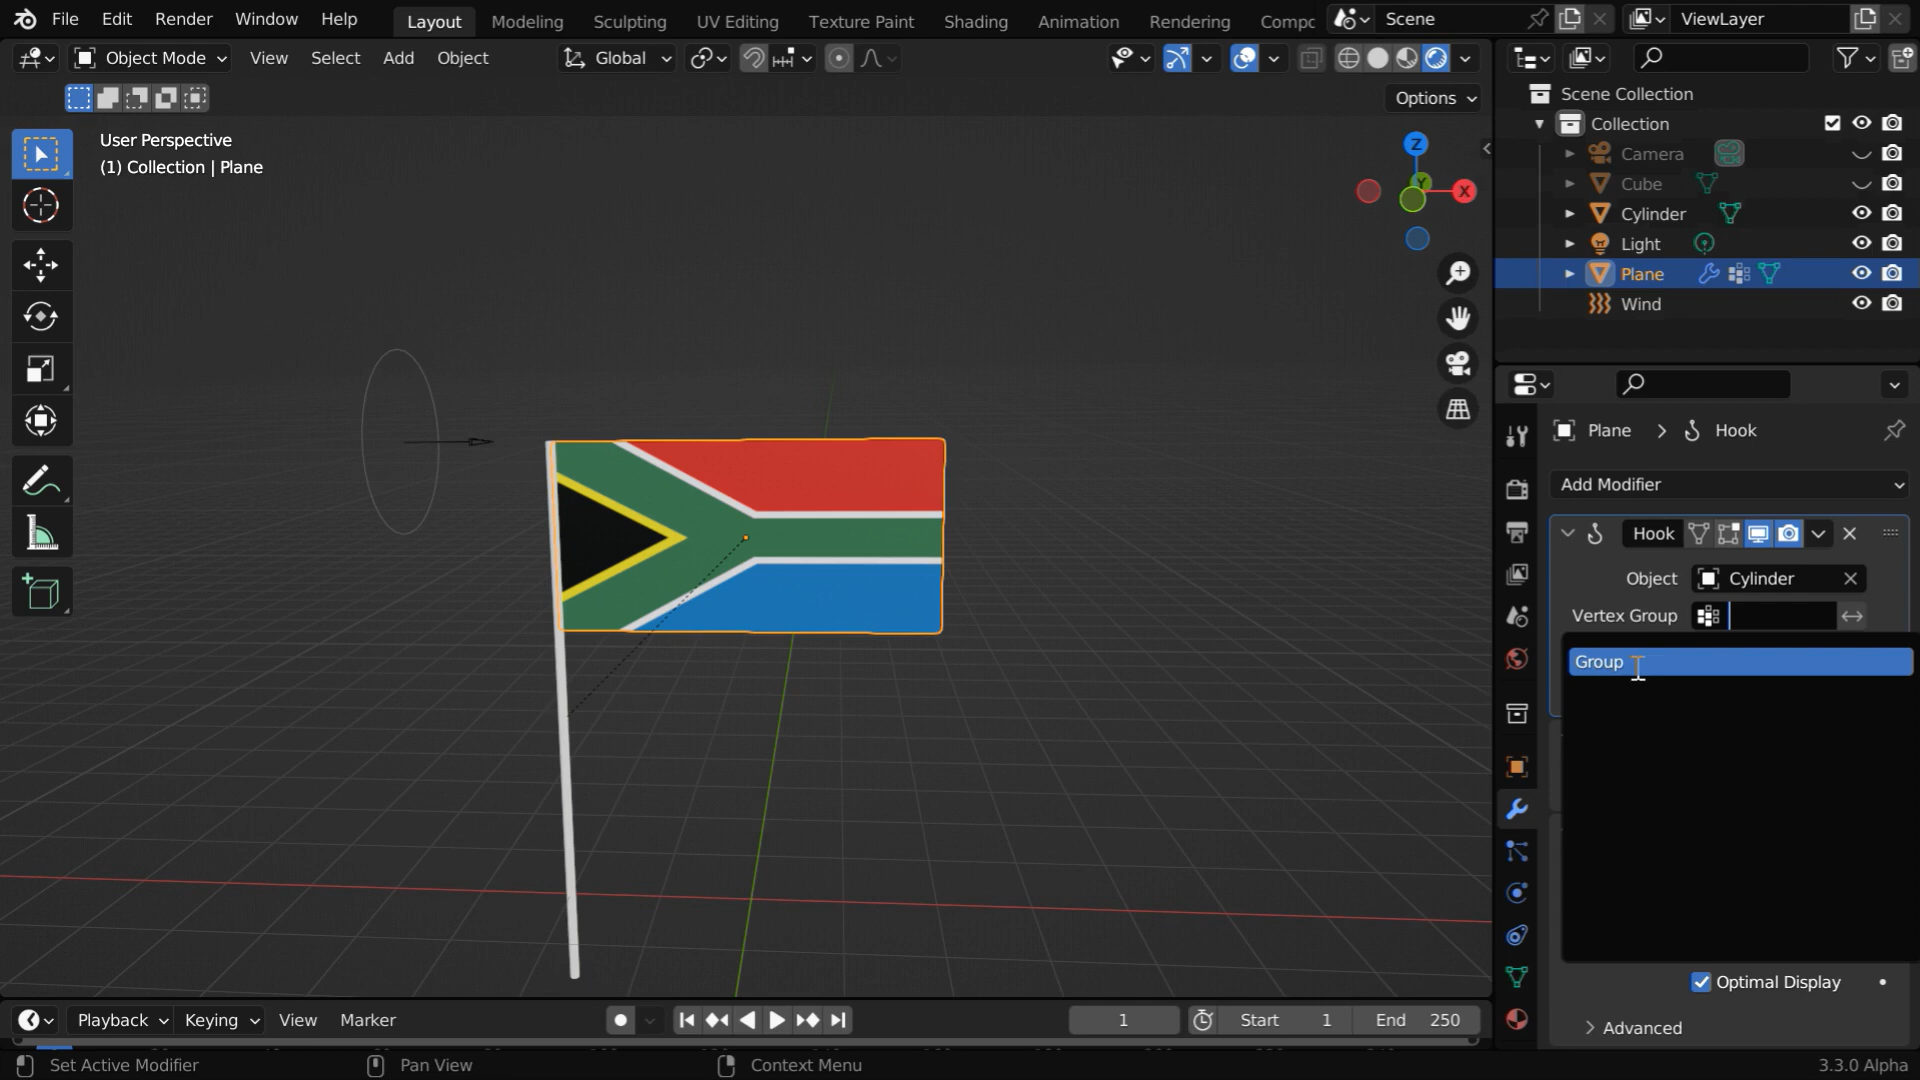 File Edit Render Window Help Layout Modeling Sculpting UV Editing Texture Paint Shading Animation Rendering Compc Scene ViewLayer
Object Mode View Select Add Object Global
Options
User Perspective
(1) Collection | Plane
Z
Y
X
Scene Collection
Collection
Camera
Cube
Cylinder
Light
Plane
Wind
Plane > Hook
Add Modifier
Hook
Object Cylinder
Vertex Group
Group
Optimal Display
Advanced
Playback Keying View Marker 1 Start 1 End 250
Set Active Modifier Pan View Context Menu 3.3.0 Alpha